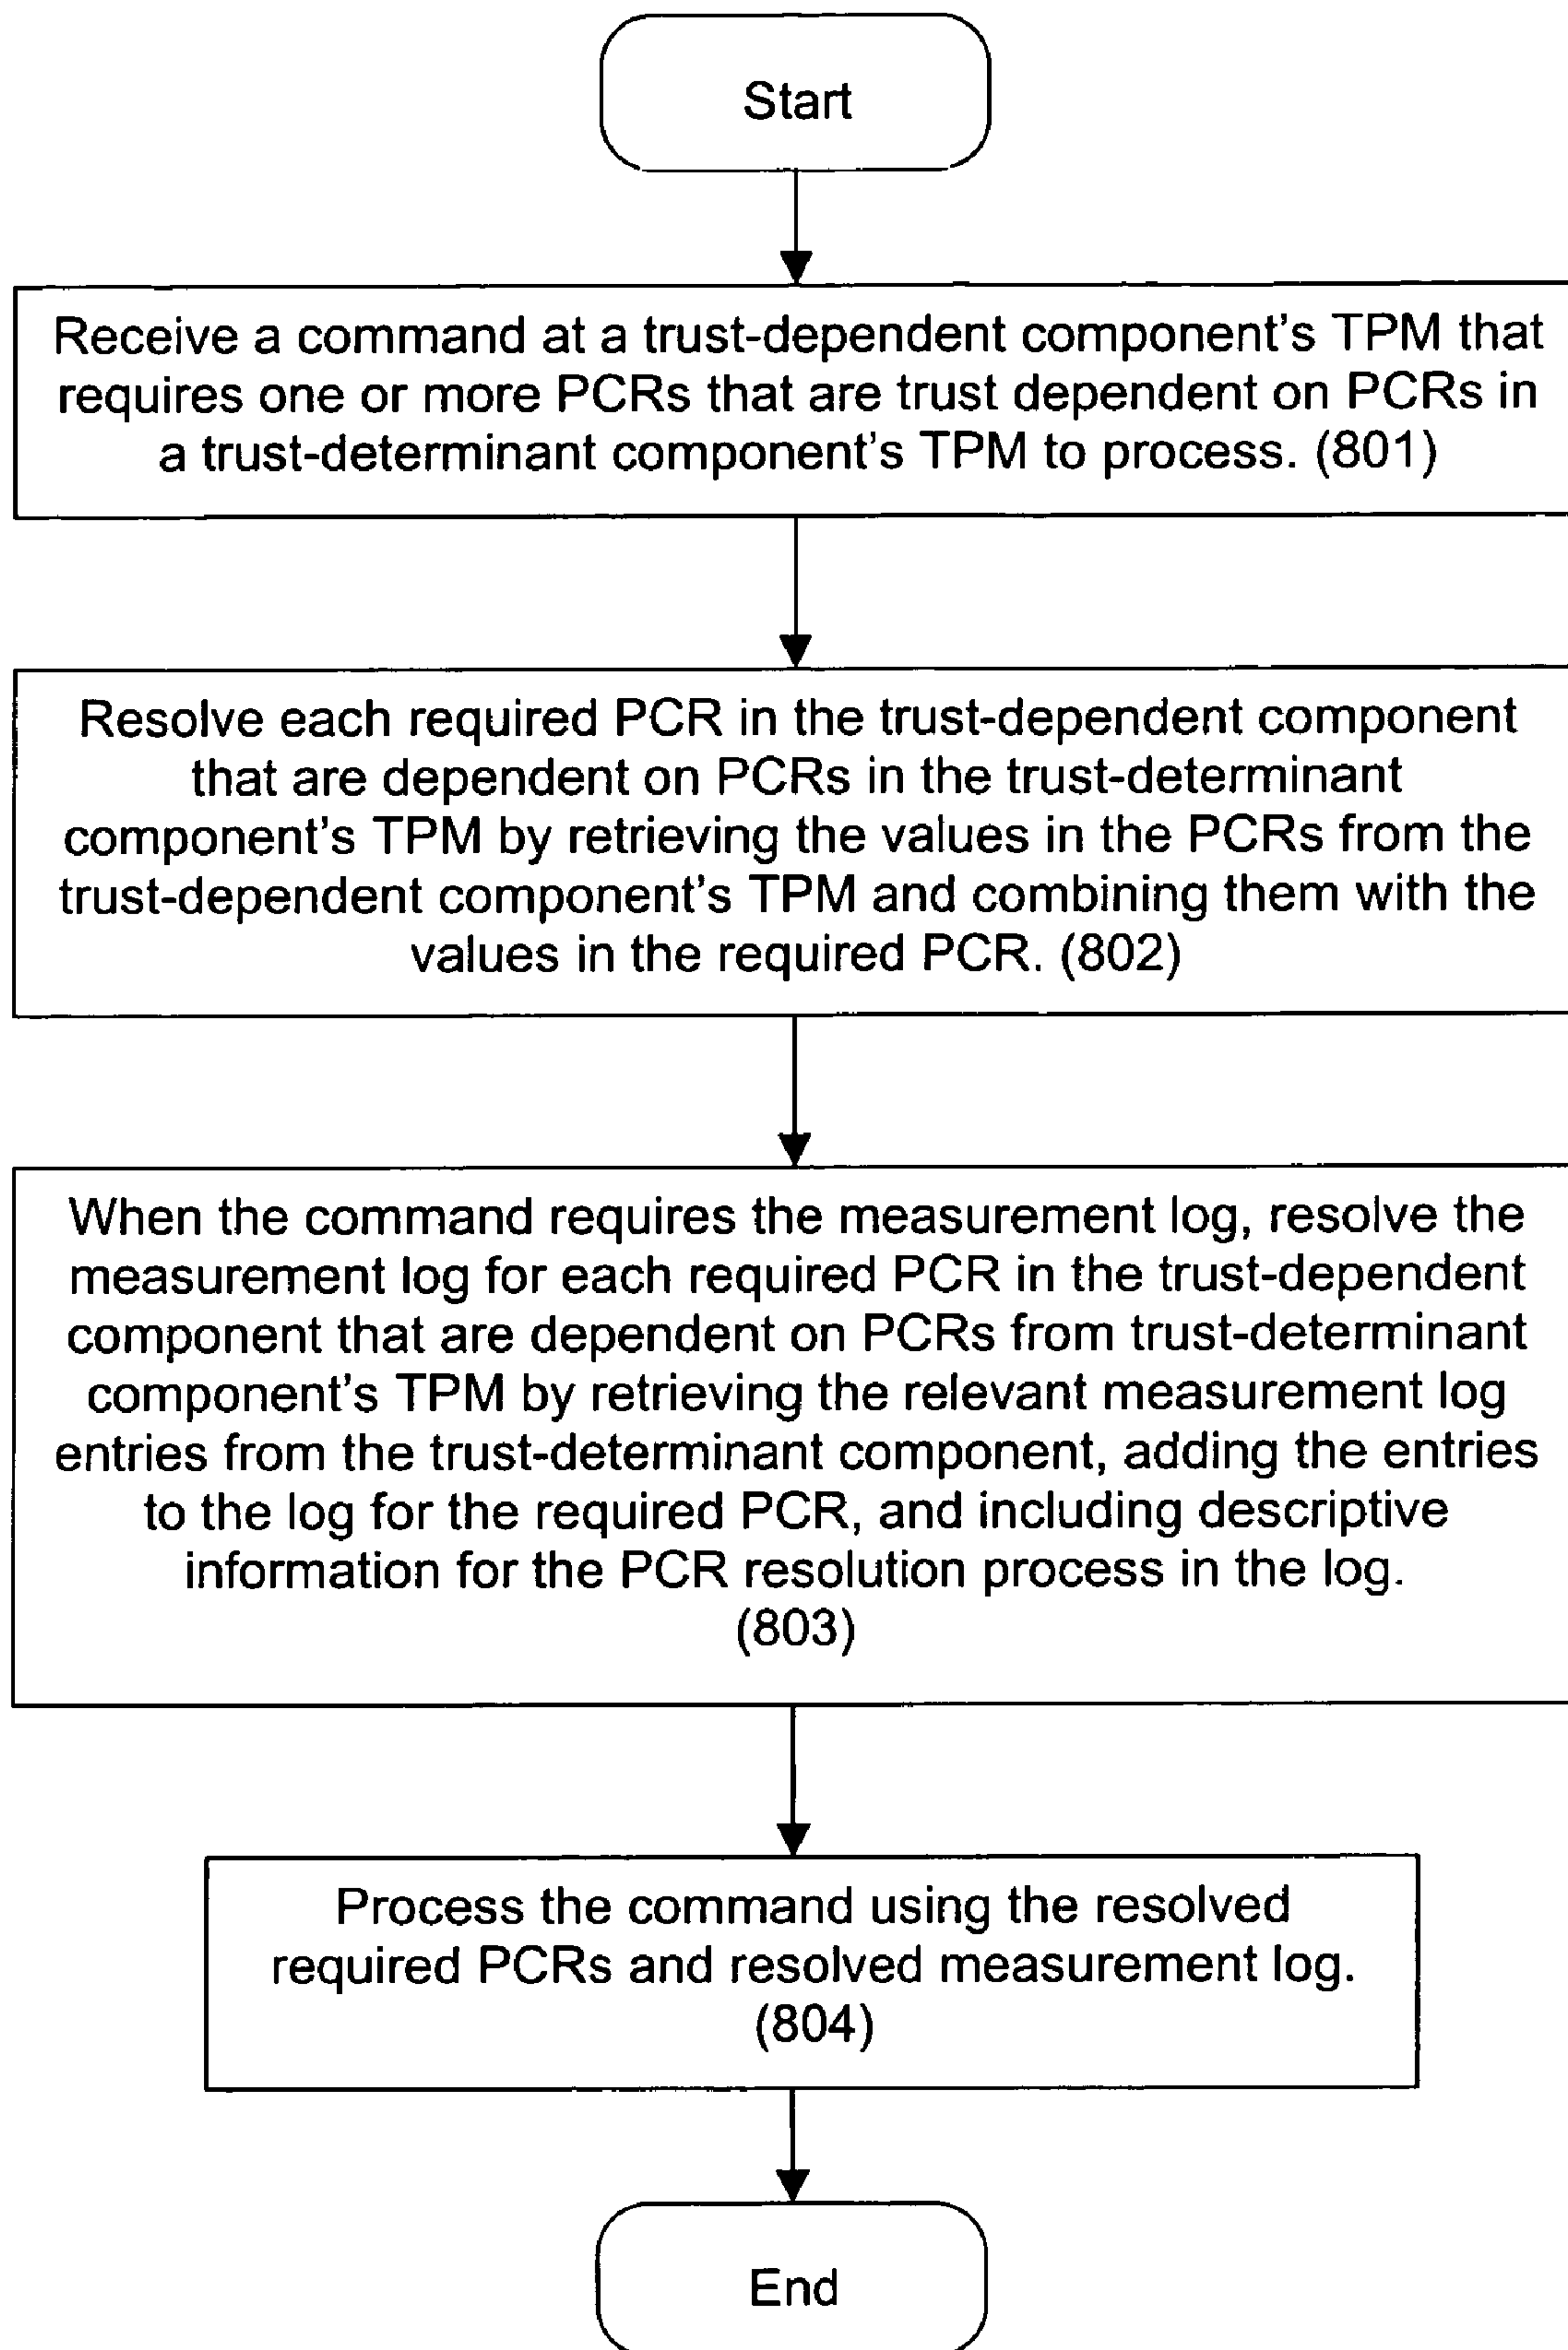 Start
Receive a command at a trust-dependent component's TPM that
requires one or more PCRs that are trust dependent on PCRs in
a trust-determinant component's TPM to process. (801)
Resolve each required PCR in the trust-dependent component
that are dependent on PCRs in the trust-determinant
component's TPM by retrieving the values in the PCRs from the
trust-dependent component's TPM and combining them with the
values in the required PCR. (802)
When the command requires the measurement log, resolve the
measurement log for each required PCR in the trust-dependent
component that are dependent on PCRs from trust-determinant
component's TPM by retrieving the relevant measurement log
entries from the trust-determinant component, adding the entries
to the log for the required PCR, and including descriptive
information for the PCR resolution process in the log.
(803)
Process the command using the resolved
required PCRs and resolved measurement log.
(804)
End